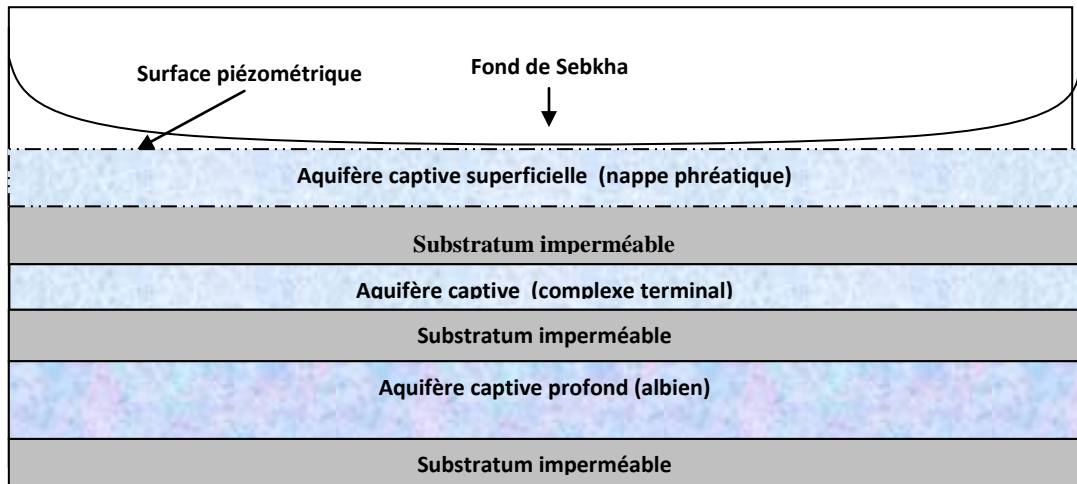 Surface piézométrique
Fond de Sebkha
Aquifère captive superficielle (nappe phréatique)
Substratum imperméable
Aquifère captive (complexe terminal)
Substratum imperméable
Aquifère captive profond (albien)
Substratum imperméable